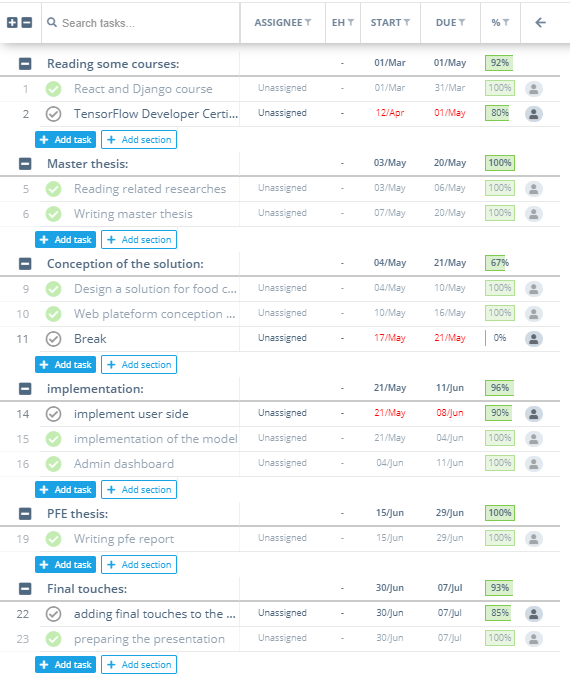 Search tasks... ASSIGNEE EH START DUE %
Reading some courses: - 01/Mar 01/May 92%
1 React and Django course Unassigned - 01/Mar 31/Mar 100%
2 TensorFlow Developer Certi... Unassigned - 12/Apr 01/May 80%
+ Add task + Add section
Master thesis: - 03/May 20/May 100%
5 Reading related researches Unassigned - 03/May 06/May 100%
6 Writing master thesis Unassigned - 07/May 20/May 100%
+ Add task + Add section
Conception of the solution: - 04/May 21/May 67%
9 Design a solution for food c... Unassigned - 04/May 10/May 100%
10 Web plateform conception ... Unassigned - 10/May 16/May 100%
11 Break Unassigned - 17/May 21/May 0%
+ Add task + Add section
implementation: - 21/May 11/Jun 96%
14 implement user side Unassigned - 21/May 08/Jun 90%
15 implementation of the model Unassigned - 21/May 04/Jun 100%
16 Admin dashboard Unassigned - 04/Jun 11/Jun 100%
+ Add task + Add section
PFE thesis: - 15/Jun 29/Jun 100%
19 Writing pfe report Unassigned - 15/Jun 29/Jun 100%
+ Add task + Add section
Final touches: - 30/Jun 07/Jul 93%
22 adding final touches to the ... Unassigned - 30/Jun 07/Jul 85%
23 preparing the presentation Unassigned - 30/Jun 07/Jul 100%
+ Add task + Add section